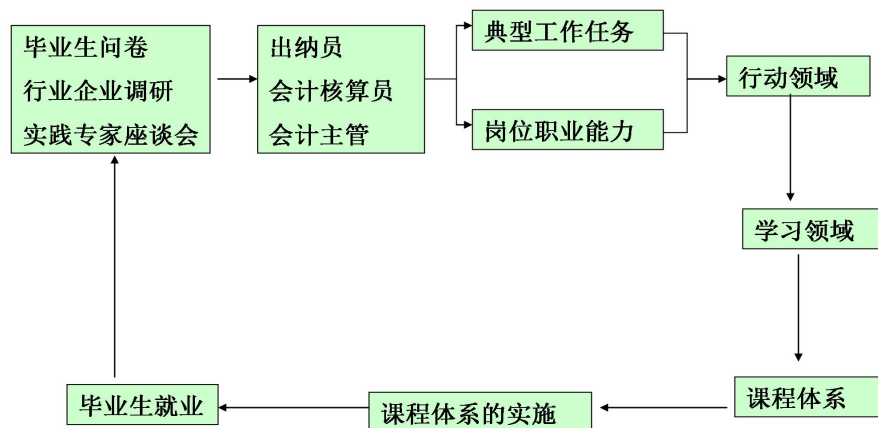 毕业生问卷
行业企业调研
实践专家座谈会
出纳员
会计核算员
会计主管
典型工作任务
岗位职业能力
行动领域
学习领域
课程体系
课程体系的实施
毕业生就业